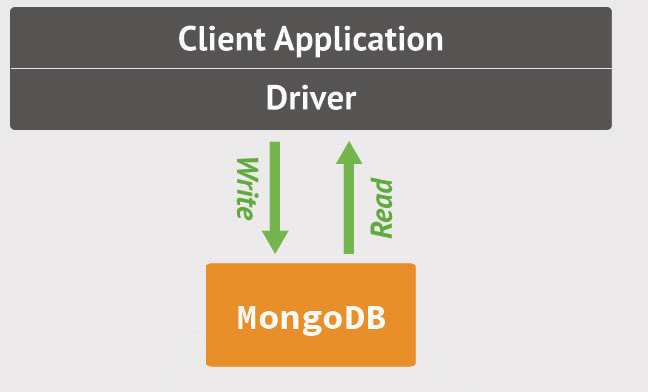 Client Application
Driver
Write
Read
MongoDB